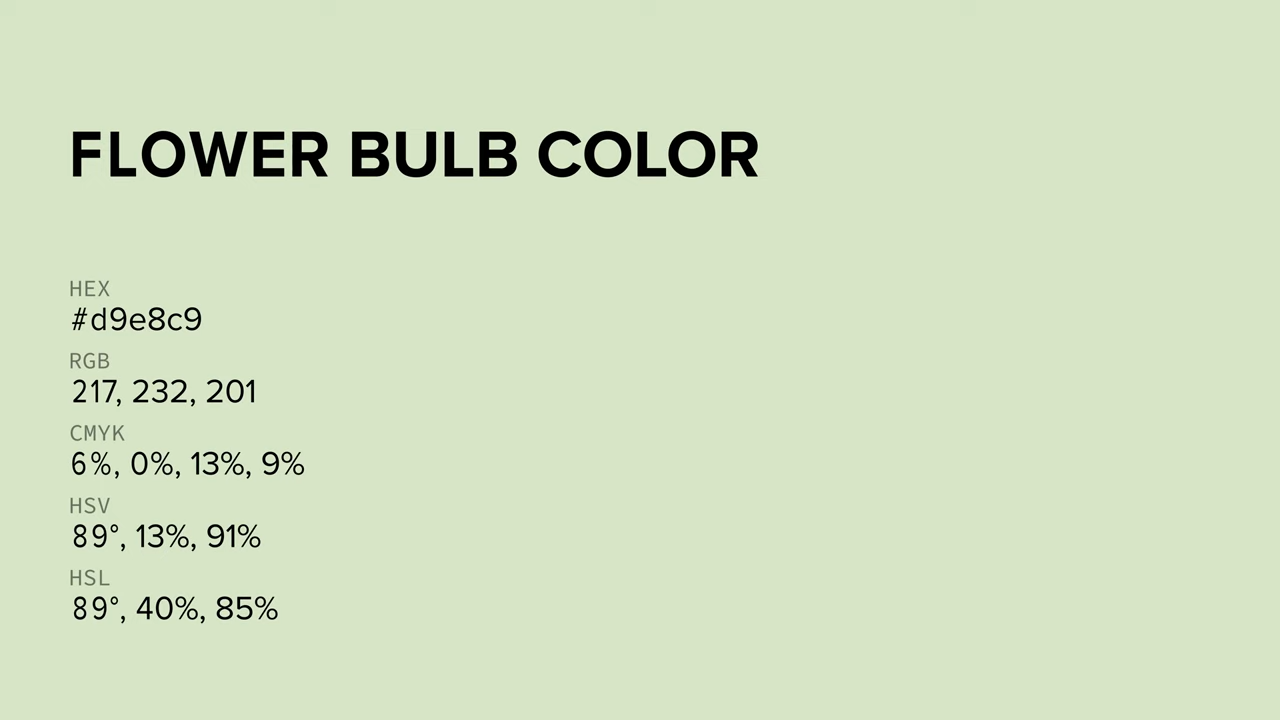 FLOWER BULB COLOR
HEX
#d9e8c9
RGB
217, 232, 201
CMYK
6%, 0%, 13%, 9%
HSV
89°, 13%, 91%
HSL
89°, 40%, 85%